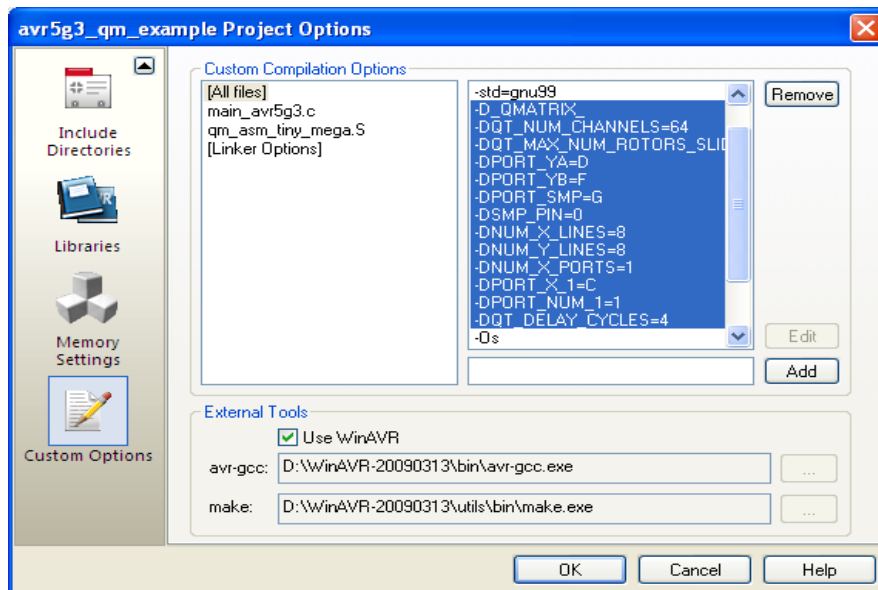 avr5g3_qm_example Project Options
Include
Directories
Libraries
Memory
Settings
Custom Options
Custom Compilation Options
[All files]
main_avr5g3.c
qm_asm_tiny_mega.S
[Linker Options]
-std=gnu99
-D_QMATRIX_
-DQT_NUM_CHANNELS=64
-DQT_MAX_NUM_ROTORS_SLID
-DPORT_YA=D
-DPORT_YB=F
-DPORT_SMP=G
-DSMP_PIN=0
-DNUM_X_LINES=8
-DNUM_Y_LINES=8
-DNUM_X_PORTS=1
-DPORT_X_1=C
-DPORT_NUM_1=1
-DQT_DELAY_CYCLES=4
-Os
Remove
Edit
Add
External Tools
Use WinAVR
avr-gcc: D:\WinAVR-20090313\bin\avr-gcc.exe ...
make: D:\WinAVR-20090313\utils\bin\make.exe ...
OK Cancel Help